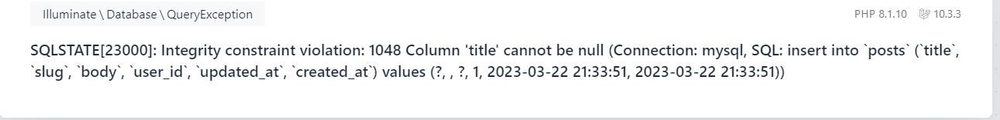 Illuminate \ Database \ QueryException
PHP 8.1.10 10.3.3
SQLSTATE[23000]: Integrity constraint violation: 1048 Column 'title' cannot be null (Connection: mysql, SQL: insert into `posts` (`title`,
`slug`, `body`, `user_id`, `updated_at`, `created_at`) values (?, , ?, 1, 2023-03-22 21:33:51, 2023-03-22 21:33:51))